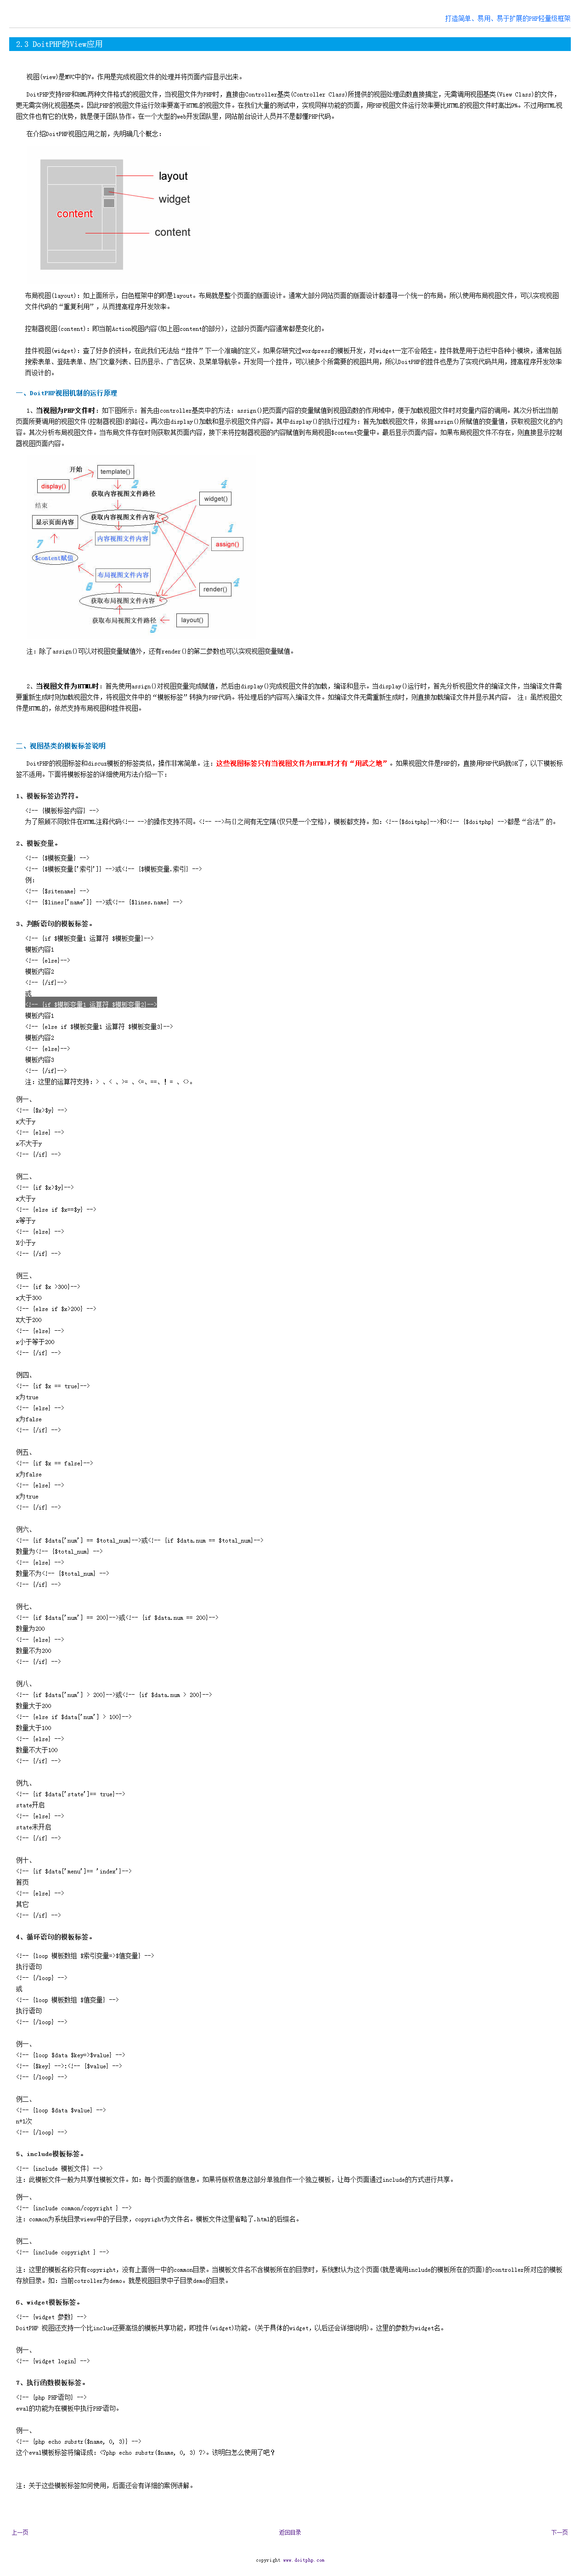 打造简单、易用、易于扩展的PHP轻量级框架
2.3 DoitPHP的View应用
视图(view)是MVC中的V。作用是完成视图文件的处理并将页面内容显示出来。
DoitPHP支持PHP和HML两种文件格式的视图文件，当视图文件为PHP时，直接由Controller基类(Controller Class)所提供的视图处理函数直接搞定，无需调用视图基类(View Class)的文件，
更无需实例化视图基类。因此PHP的视图文件运行效率要高于HTML的视图文件。在我们大量的测试中，实现同样功能的页面，用PHP视图文件运行效率要比HTML的视图文件时高出9%。不过用HTML视
图文件也有它的优势，就是便于团队协作。在一个大型的web开发团队里，网站前台设计人员并不是都懂PHP代码。
在介绍DoitPHP视图应用之前，先明确几个概念：
layout
widget
content
content
布局视图(layout)：如上面所示，白色框架中的即是layout。布局就是整个页面的版面设计。通常大部分网站页面的版面设计都遵寻一个统一的布局。所以使用布局视图文件，可以实现视图
文件代码的“重复利用”，从而提高程序开发效率。
控制器视图(content)：即当前Action视图内容(如上图content的部分)，这部分页面内容通常都是变化的。
挂件视图(widget)：查了好多的资料，在此我们无法给“挂件”下一个准确的定义。如果你研究过wordpress的模板开发，对widget一定不会陌生。挂件就是用于边栏中各种小模块，通常包括
搜索表单、登陆表单、热门文章列表、日历显示、广告区块、及菜单导航条。开发同一个挂件，可以被多个所需要的视图共用，所以DoitPHP的挂件也是为了实现代码共用，提高程序开发效率
而设计的。
一、DoitPHP视图机制的运行原理
1、当视图为PHP文件时：如下图所示：首先由controller基类中的方法：assign()把页面内容的变量赋值到视图函数的作用域中，便于加载视图文件时对变量内容的调用。其次分析出当前
页面所要调用的视图文件(控制器视图)的路径。再次由display()加载和显示视图文件内容。其中display()的执行过程为：首先加载视图文件，依据assign()所赋值的变量值，获取视图文化的内
容。其次分析布局视图文件。当布局文件存在时则获取其页面内容，接下来将控制器视图的内容赋值到布局视图$content变量中。最后显示页面内容。如果布局视图文件不存在，则直接显示控制
器视图页面内容。
开始
template()
display()
2
获取内容视图文件路径
4
widget()
结束
获取内容视图文件内容
1
显示页面内容
3
内容视图文件内容
assign()
7
$content赋值
布局视图文件内容
4
6
render()
获取布局视图文件内容
获取布局视图文件路径
layout()
5
注：除了assign()可以对视图变量赋值外，还有render()的第二参数也可以实现视图变量赋值。
2、当视图文件为HTML时：首先使用assign()对视图变量完成赋值，然后由display()完成视图文件的加载，编译和显示。当display()运行时，首先分析视图文件的编译文件，当编译文件需
要重新生成时则加载视图文件，将视图文件中的“模板标签”转换为PHP代码。将处理后的内容写入编译文件。如编译文件无需重新生成时，则直接加载编译文件并显示其内容。 注：虽然视图文
件是HTML的，依然支持布局视图和挂件视图。
二、视图基类的模板标签说明
DoitPHP的视图标签和discuz模板的标签类似，操作非常简单。注：这些视图标签只有当视图文件为HTML时才有“用武之地”。如果视图文件是PHP的，直接用PHP代码就OK了，以下模板标
签不通用。下面将模板标签的详细使用方法介绍一下：
1、模板标签边界符。
<!-- {模板标签内容} -->
为了照顾不同软件在HTML注释代码<!-- -->的操作支持不同。<!-- -->与{}之间有无空隔(仅只是一个空格)，模板都支持。如：<!--{$doitphp}-->和<!-- {$doitphp} -->都是“合法”的。
2、模板变量。
<!-- {$模板变量} -->
<!-- {$模板变量['索引']} -->或<!-- {$模板变量.索引} -->
例：
<!-- {$sitename} -->
<!-- {$lines['name']} -->或<!-- {$lines.name} -->
3、判断语句的模板标签。
<!-- {if $模板变量1 运算符 $模板变量}-->
模板内容1
<!-- {else}-->
模板内容2
<!-- {/if}-->
或
<!-- {if $模板变量1 运算符 $模板变量2}-->
模板内容1
<!-- {else if $模板变量1 运算符 $模板变量3}-->
模板内容2
<!-- {else}-->
模板内容3
<!-- {/if}-->
注：这里的运算符支持：> 、< 、>= 、<=、==、！= 、<>。
例一、
<!-- {$x>$y} -->
x大于y
<!-- {else} -->
x不大于y
<!-- {/if} -->
例二、
<!-- {if $x>$y}-->
x大于y
<!-- {else if $x==$y} -->
x等于y
<!-- {else} -->
X小于y
<!-- {/if} -->
例三、
<!-- {if $x >300}-->
x大于300
<!-- {else if $x>200} -->
X大于200
<!-- {else} -->
x小于等于200
<!-- {/if} -->
例四、
<!-- {if $x == true}-->
x为true
<!-- {else} -->
x为false
<!-- {/if} -->
例五、
<!-- {if $x == false}-->
x为false
<!-- {else} -->
x为true
<!-- {/if} -->
例六、
<!-- {if $data['num'] == $total_num}-->或<!-- {if $data.num == $total_num}-->
数量为<!-- {$total_num} -->
<!-- {else} -->
数量不为<!-- {$total_num} -->
<!-- {/if} -->
例七、
<!-- {if $data['num'] == 200}-->或<!-- {if $data.num == 200}-->
数量为200
<!-- {else} -->
数量不为200
<!-- {/if} -->
例八、
<!-- {if $data['num'] > 200}-->或<!-- {if $data.num > 200}-->
数量大于200
<!-- {else if $data['num'] > 100}-->
数量大于100
<!-- {else} -->
数量不大于100
<!-- {/if} -->
例九、
<!-- {if $data['state']== true}-->
state开启
<!-- {else} -->
state未开启
<!-- {/if} -->
例十、
<!-- {if $data['menu']== 'index'}-->
首页
<!-- {else} -->
其它
<!-- {/if} -->
4、循环语句的模板标签。
<!-- {loop 模板数组 $索引变量=>$值变量} -->
执行语句
<!-- {/loop} -->
或
<!-- {loop 模板数组 $值变量} -->
执行语句
<!-- {/loop} -->
例一、
<!-- {loop $data $key=>$value} -->
<!-- {$key} -->:<!-- {$value} -->
<!-- {/loop} -->
例二、
<!-- {loop $data $value} -->
n+1次
<!-- {/loop} -->
5、include模板标签。
<!-- {include 模板文件} -->
注：此模板文件一般为共享性模板文件。如：每个页面的版信息。如果将版权信息这部分单独自作一个独立模板，让每个页面通过include的方式进行共享。
例一、
<!-- {include common/copyright } -->
注：common为系统目录views中的子目录，copyright为文件名。模板文件这里省略了.html的后缀名。
例二、
<!-- {include copyright } -->
注：这里的模板名称只有copyright，没有上面例一中的common目录。当模板文件名不含模板所在的目录时，系统默认为这个页面(就是调用include的模板所在的页面)的controller所对应的模板
存放目录。如：当前cotroller为demo。就是视图目录中子目录demo的目录。
6、widget模板标签。
<!-- {widget 参数} -->
DoitPHP 视图还支持一个比inclue还要高级的模板共享功能，即挂件(widget)功能。(关于具体的widget，以后还会详细说明)。这里的参数为widget名。
例一、
<!-- {widget login} -->
7、执行函数模板标签。
<!-- {php PHP语句} -->
eval的功能为在模板中执行PHP语句。
例一、
<!-- {php echo substr($name, 0, 3)} -->
这个eval模板标签将编译成：<?php echo substr($name, 0, 3) ?>。该明白怎么使用了吧？
注：关于这些模板标签如何使用，后面还会有详细的案例讲解。
上一页
返回目录
下一页
copyright www.doitphp.com